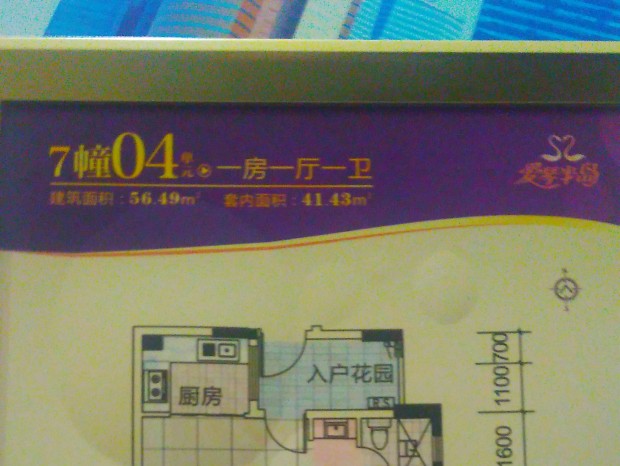 7幢04单元 一房一厅一卫
建筑面积：56.49m² 套内面积：41.43m²
爱琴半岛
入户花园
厨房
700
1100
1600